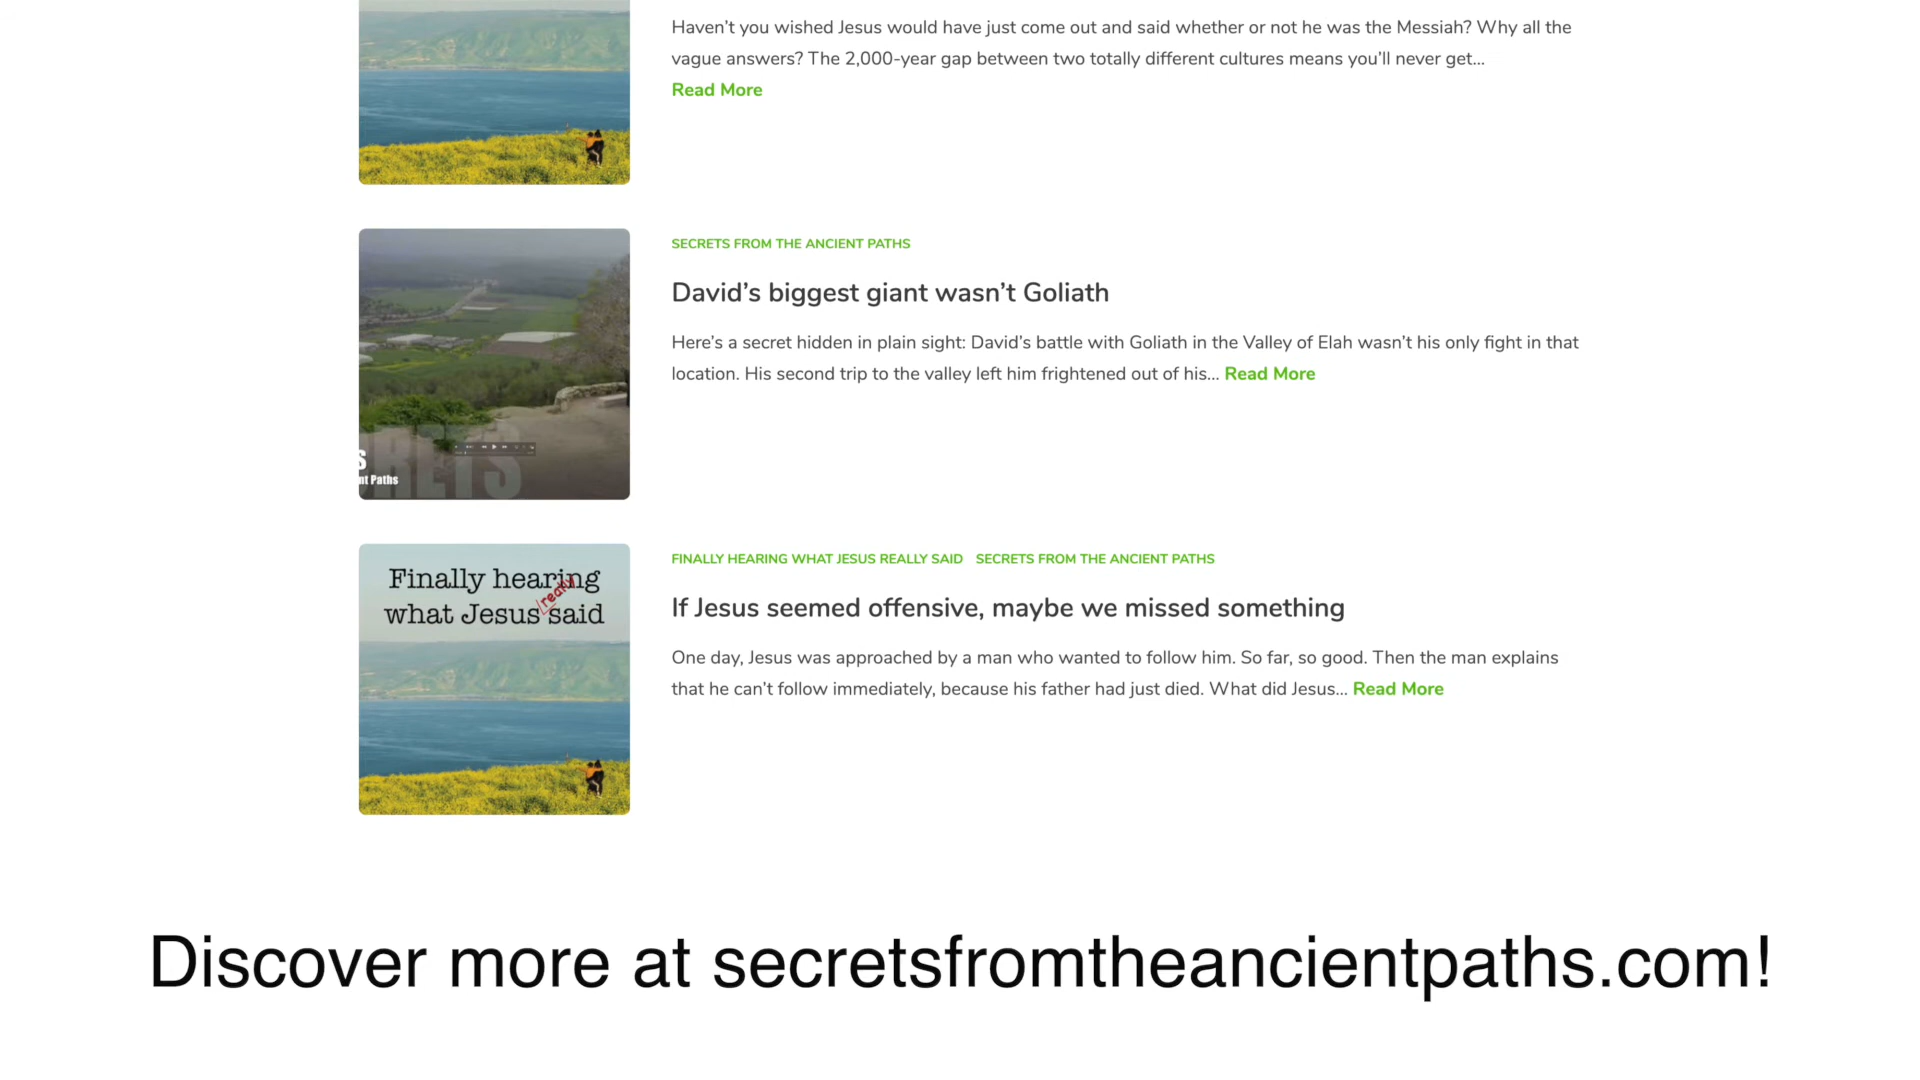 Haven’t you wished Jesus would have just come out and said whether or not he was the Messiah? Why all the
vague answers? The 2,000-year gap between two totally different cultures means you’ll never get...
Read More
SECRETS FROM THE ANCIENT PATHS
David’s biggest giant wasn’t Goliath
Here’s a secret hidden in plain sight: David’s battle with Goliath in the Valley of Elah wasn’t his only fight in that
location. His second trip to the valley left him frightened out of his... Read More
S
RETS
nt Paths
Finally hearing
really
what Jesus said
FINALLY HEARING WHAT JESUS REALLY SAID SECRETS FROM THE ANCIENT PATHS
If Jesus seemed offensive, maybe we missed something
One day, Jesus was approached by a man who wanted to follow him. So far, so good. Then the man explains
that he can’t follow immediately, because his father had just died. What did Jesus... Read More
Discover more at secretsfromtheancientpaths.com!